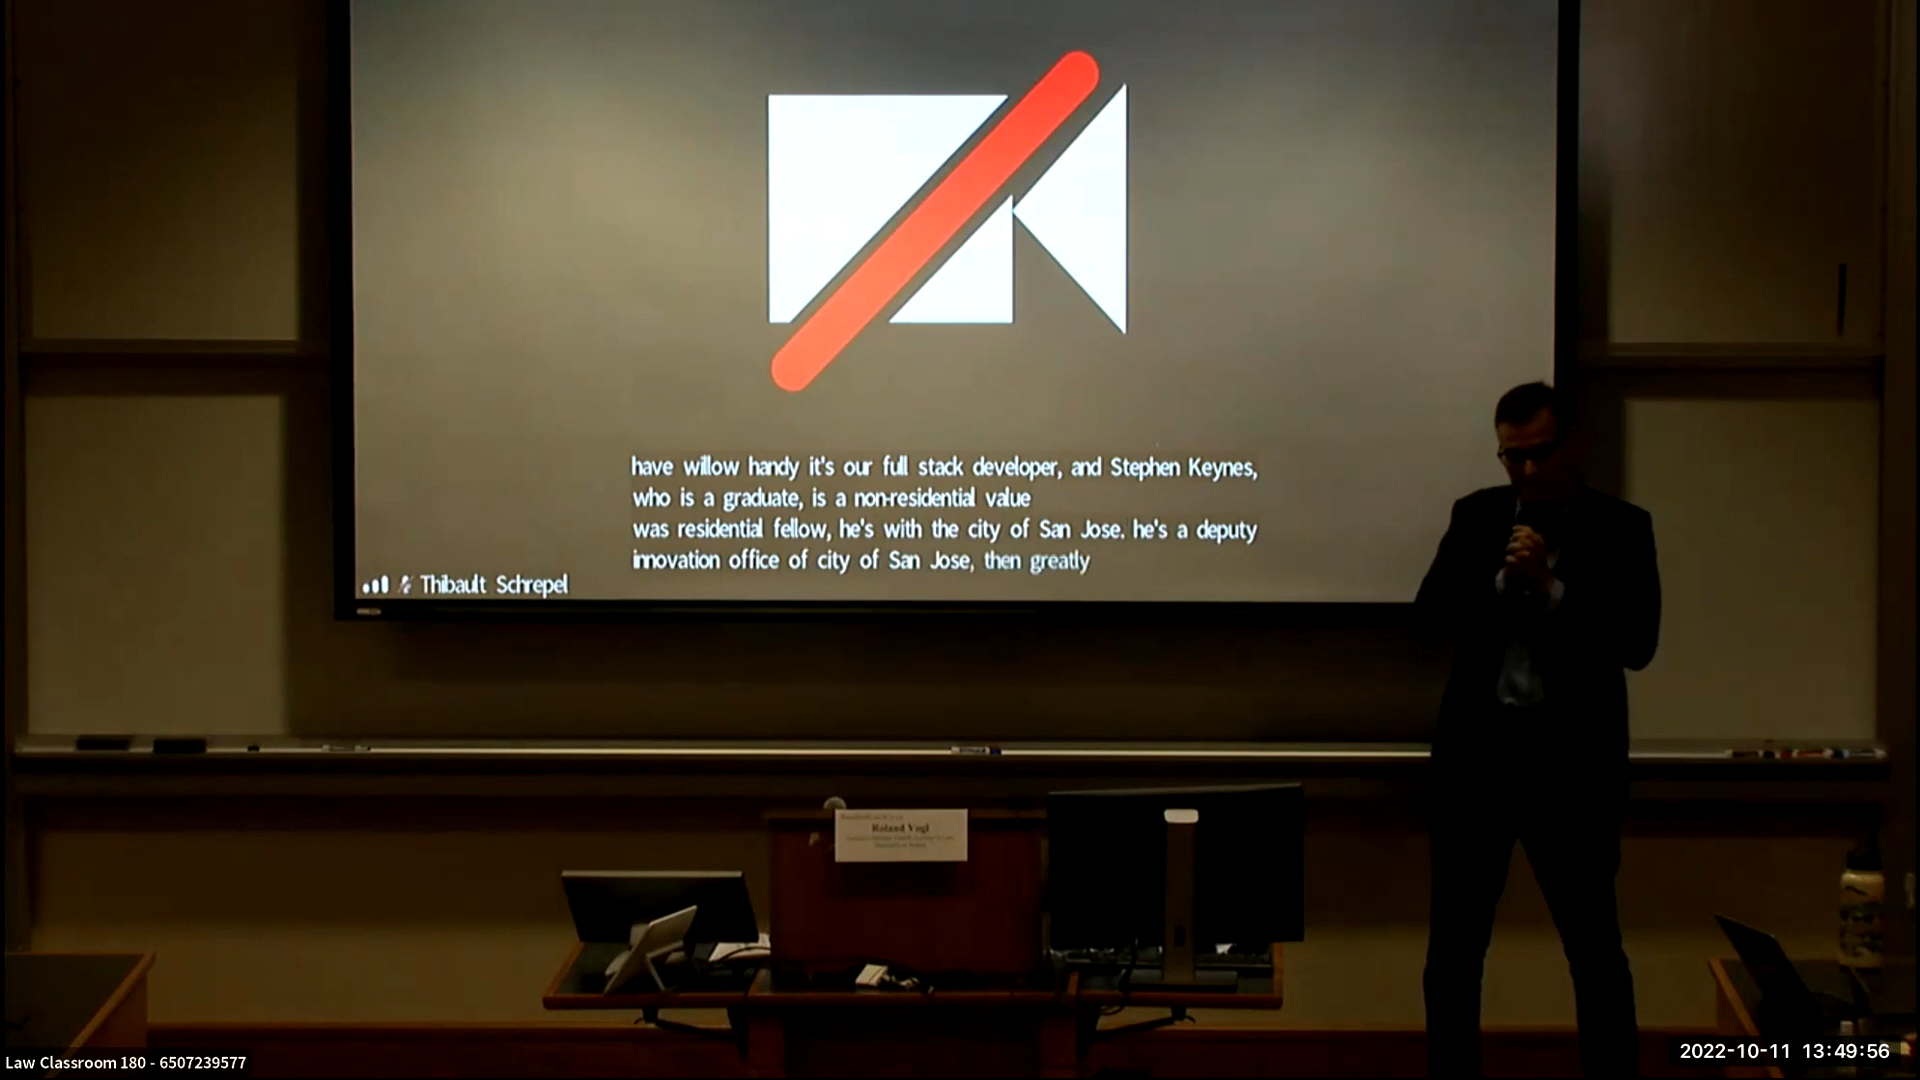 have willow handy it's our full stack developer, and Stephen Keynes,
who is a graduate, is a non-residential value
was residential fellow, he's with the city of San Jose. he's a deputy
innovation office of city of San Jose, then greatly
Thibault Schrepel
Roland Vogl
Law Classroom 180 - 6507239577
2022-10-11 13:49:56